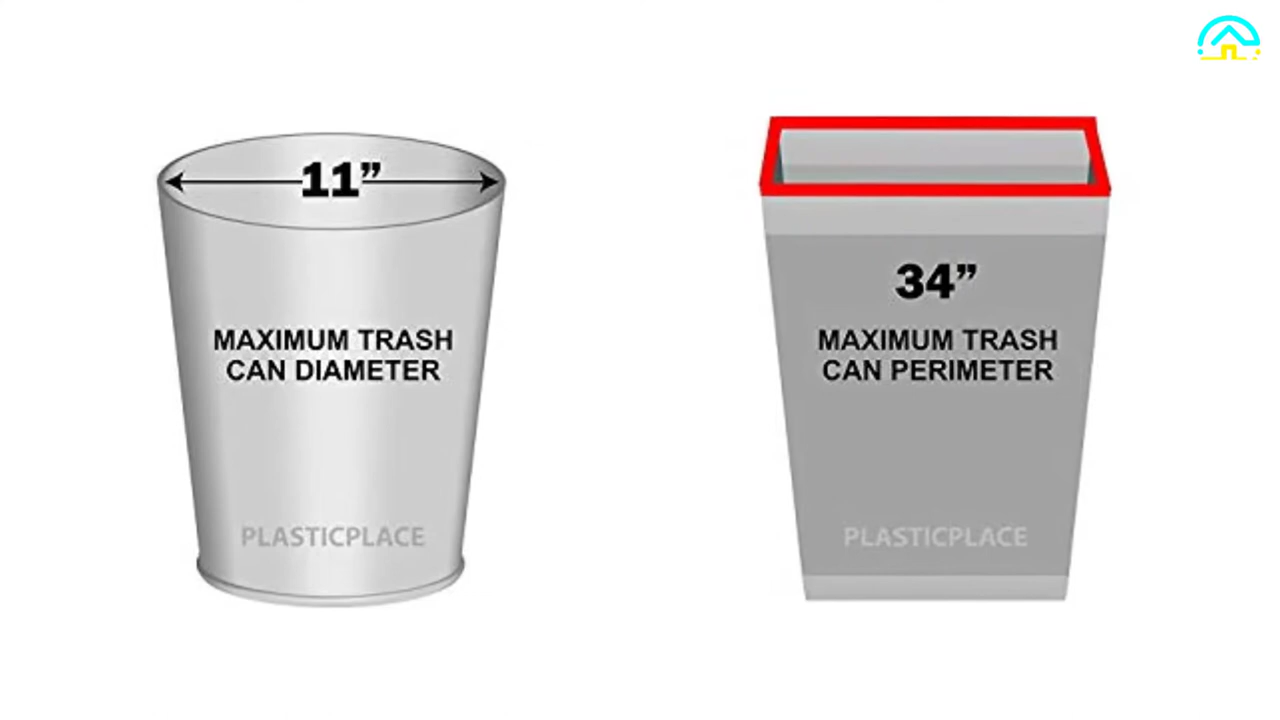 11”
MAXIMUM TRASH
CAN DIAMETER
PLASTICPLACE
34”
MAXIMUM TRASH
CAN PERIMETER
PLASTICPLACE